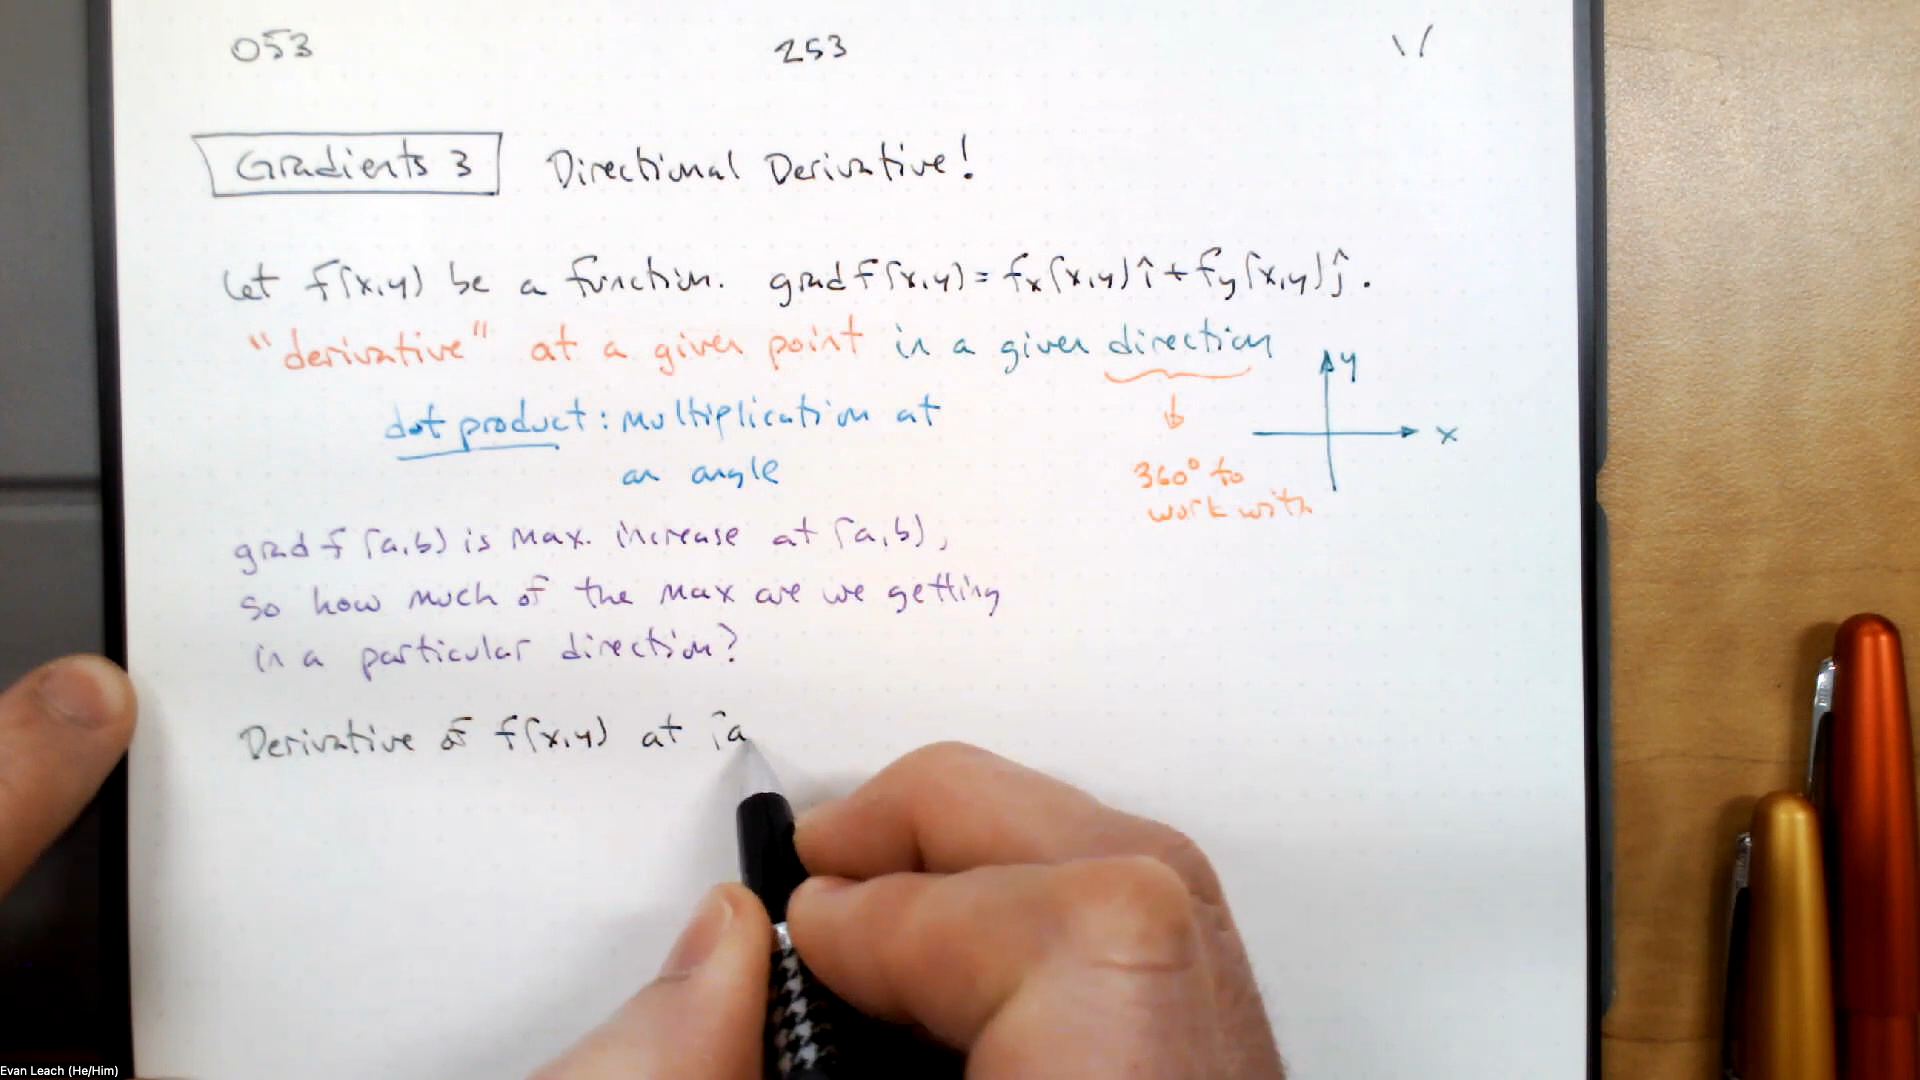 053 253 \/
Gradients 3 Directional Derivative!
Let f(x,y) be a function. grad f(x,y) = fₓ(x,y) î + f_y(x,y) ĵ.
"derivative" at a given point in a given direction
y
x
dot product: multiplication at
an angle
360° to
work with
grad f (a,b) is max. increase at (a,b),
so how much of the max are we getting
in a particular direction?
Derivative of f(x,y) at (a
Evan Leach (He/Him)